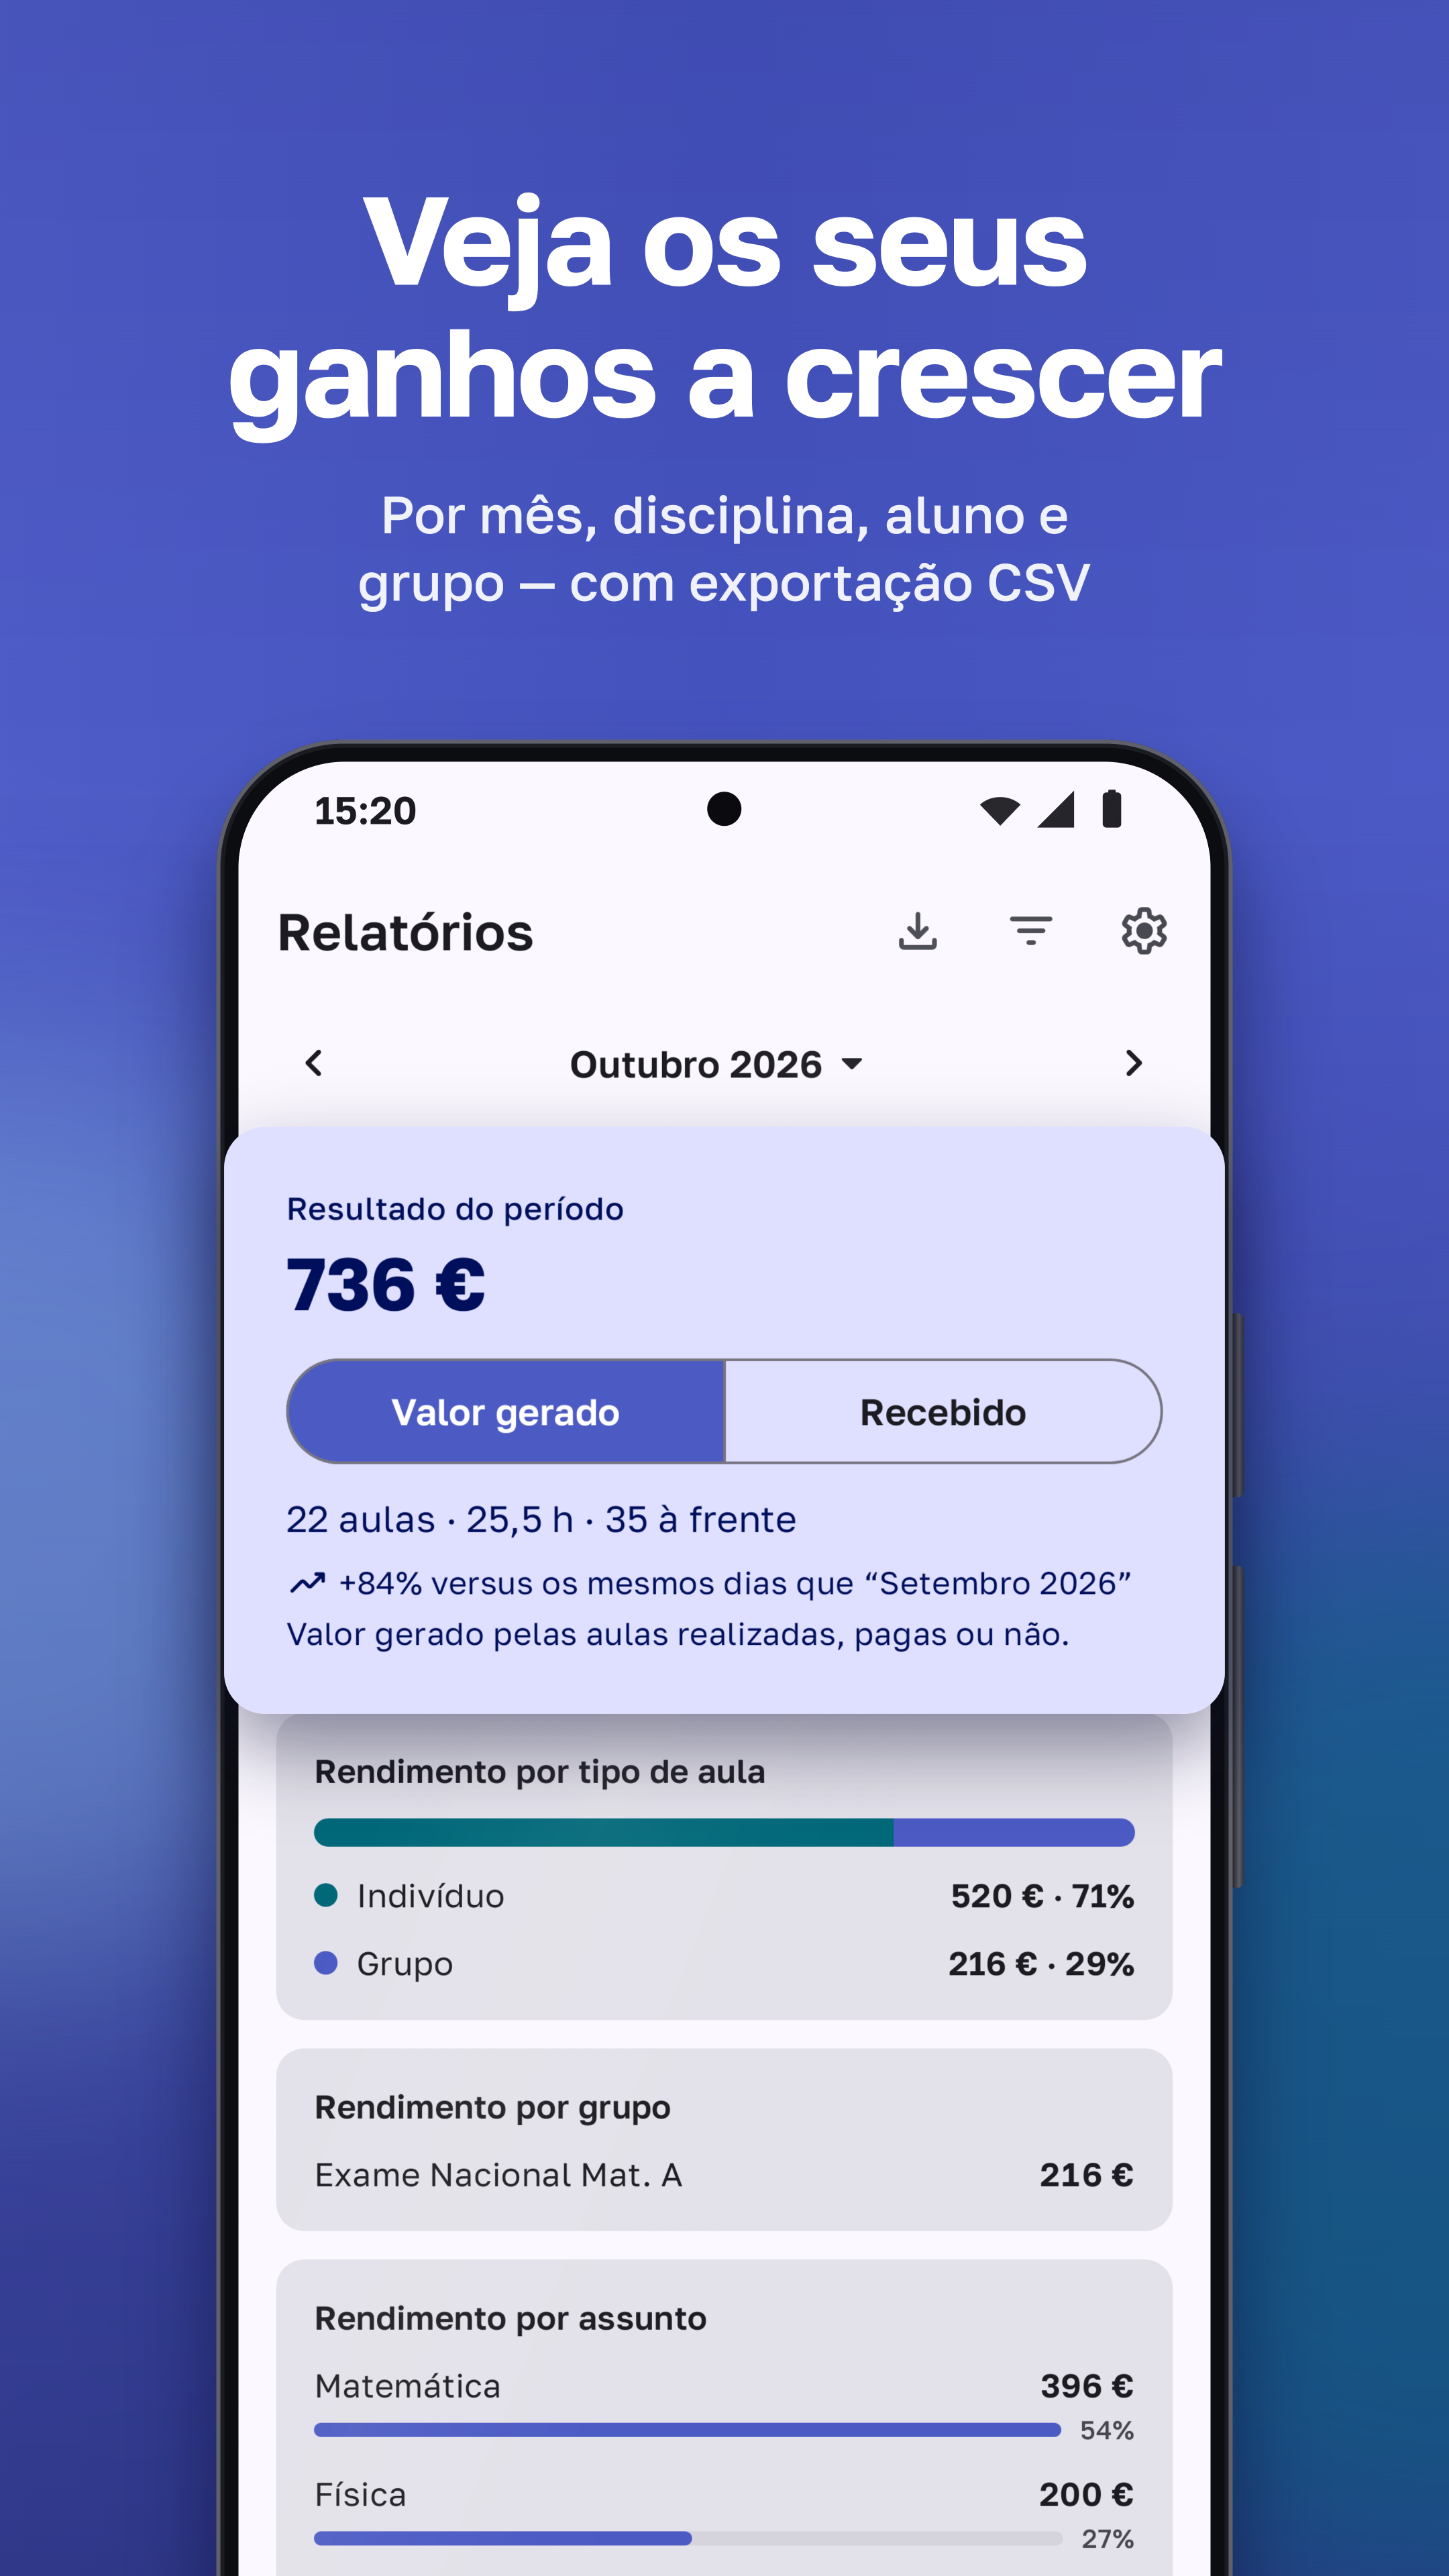 Veja os seus
ganhos a crescer
Por mês, disciplina, aluno e
grupo — com exportação CSV
15:20
Relatórios
Outubro 2026
Resultado do período
736 €
Valor gerado
Recebido
22 aulas · 25,5 h · 35 à frente
+84% versus os mesmos dias que “Setembro 2026”
Valor gerado pelas aulas realizadas, pagas ou não.
Rendimento por tipo de aula
Indivíduo 520 € · 71%
Grupo 216 € · 29%
Rendimento por grupo
Exame Nacional Mat. A 216 €
Rendimento por assunto
Matemática 396 €
54%
Física 200 €
27%